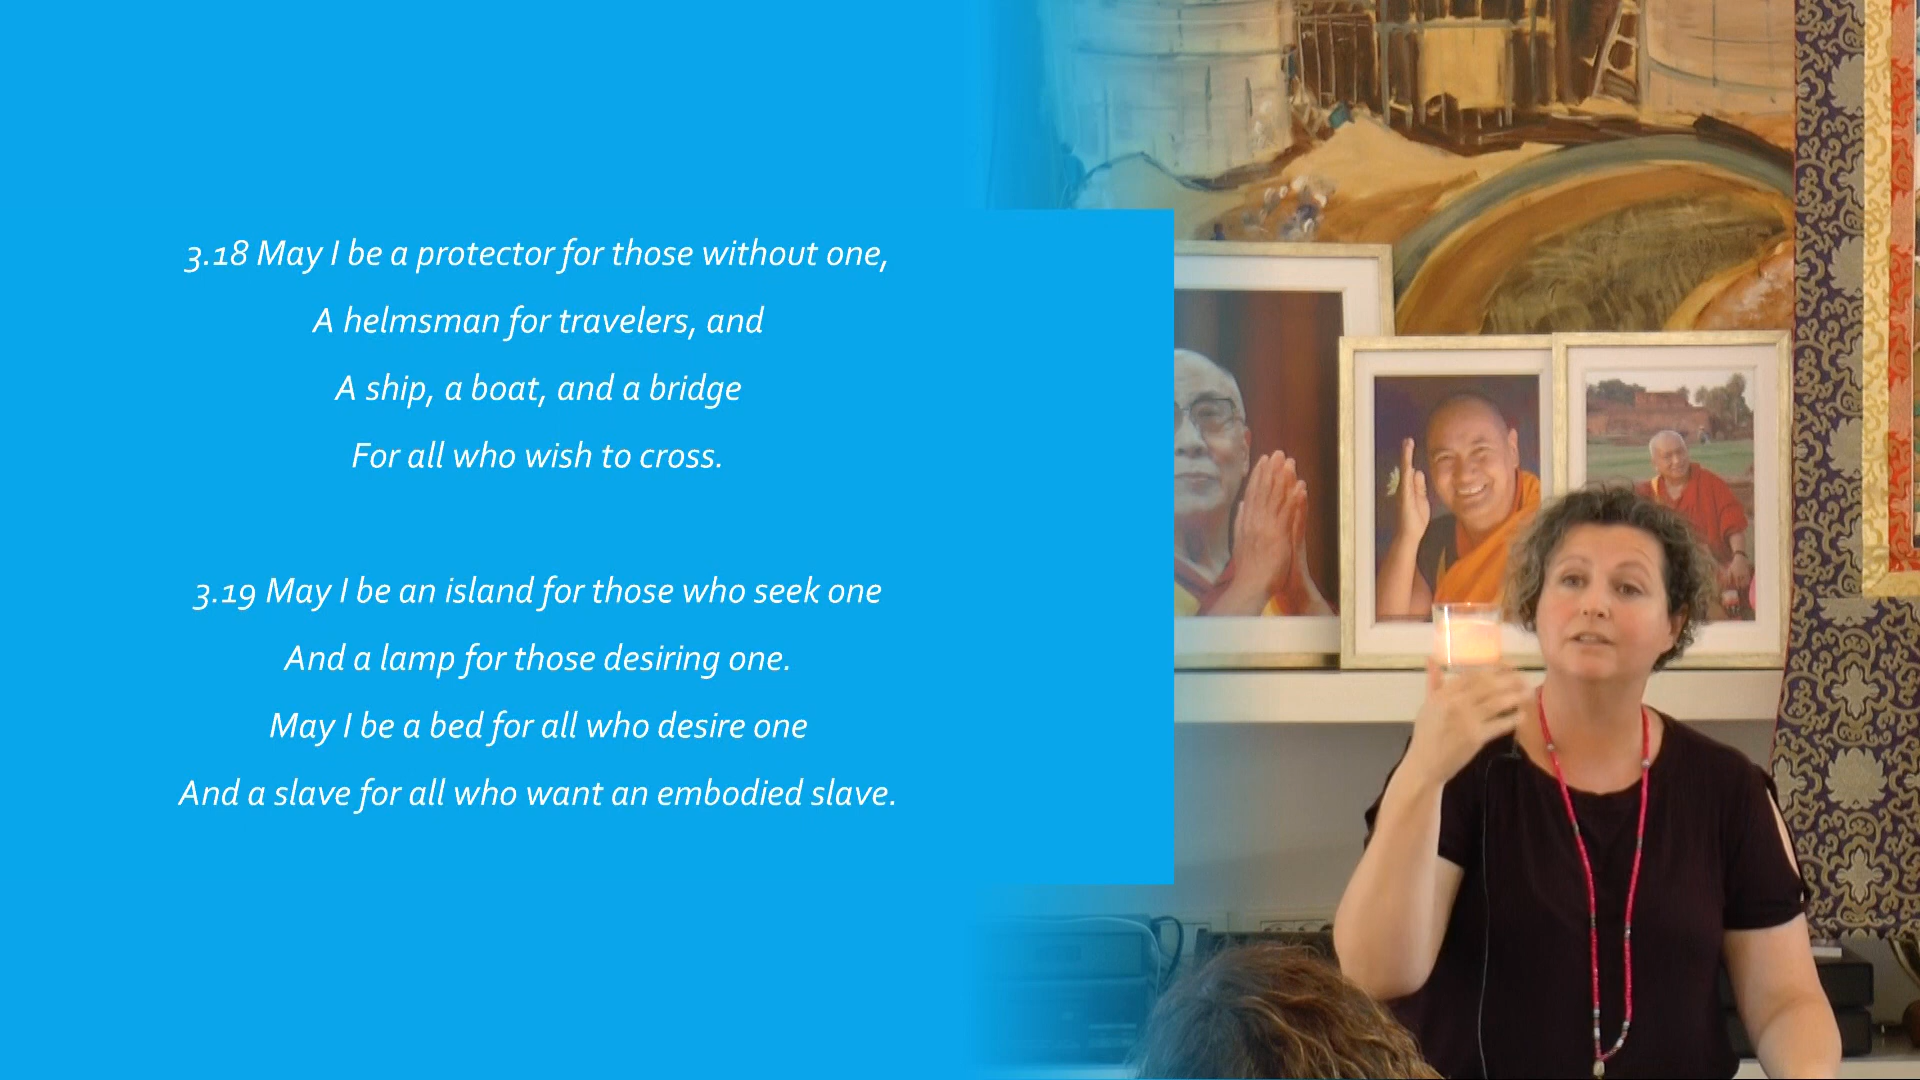 3.18 May I be a protector for those without one,
A helmsman for travelers, and
A ship, a boat, and a bridge
For all who wish to cross.
3.19 May I be an island for those who seek one
And a lamp for those desiring one.
May I be a bed for all who desire one
And a slave for all who want an embodied slave.